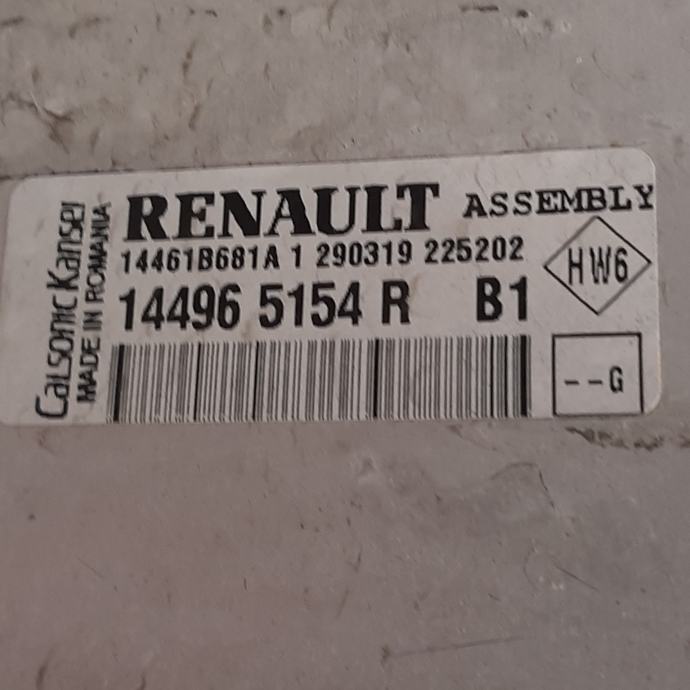 Calsonic Kansei
MADE IN ROMANIA
RENAULT ASSEMBLY
14461B681A 1 290319 225202
HW6
14496 5154 R B1
--G